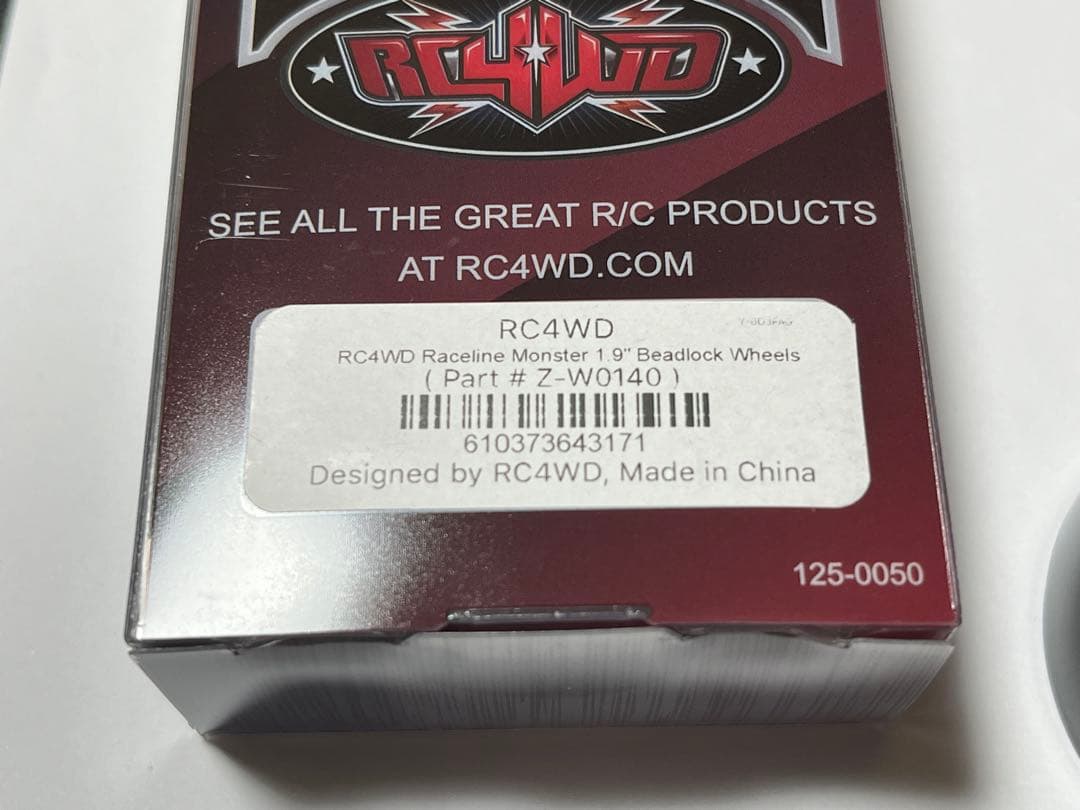 RC4WD
SEE ALL THE GREAT R/C PRODUCTS
AT RC4WD.COM
RC4WD
RC4WD Raceline Monster 1.9" Beadlock Wheels
( Part # Z-W0140 )
610373643171
Designed by RC4WD, Made in China
125-0050